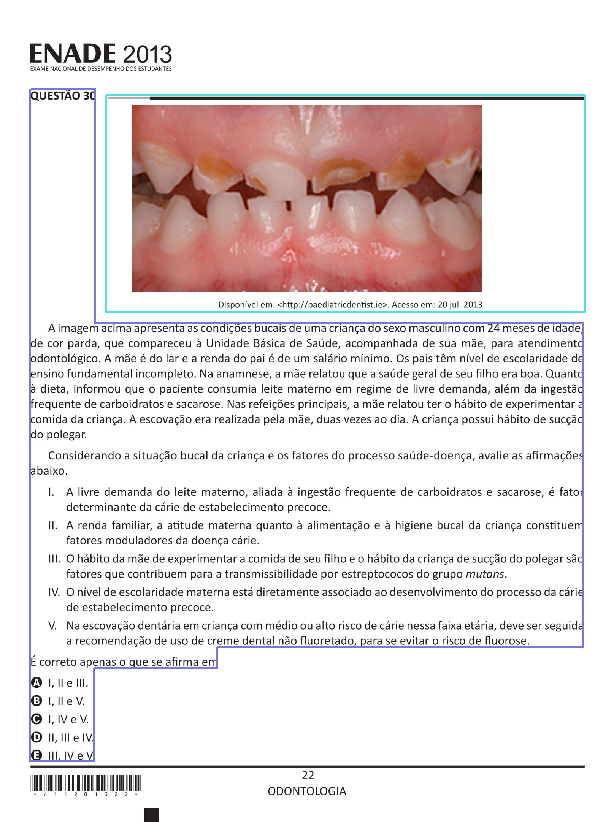 ENADE 2013
EXAME NACIONAL DE DESEMPENHO DOS ESTUDANTES
QUESTÃO 30
Disponível em: <http://paediatricdentist.ie>. Acesso em: 20 jul. 2013.
A imagem acima apresenta as condições bucais de uma criança do sexo masculino com 24 meses de idade,
de cor parda, que compareceu à Unidade Básica de Saúde, acompanhada de sua mãe, para atendimento
odontológico. A mãe é do lar e a renda do pai é de um salário mínimo. Os pais têm nível de escolaridade de
ensino fundamental incompleto. Na anamnese, a mãe relatou que a saúde geral de seu filho era boa. Quanto
à dieta, informou que o paciente consumia leite materno em regime de livre demanda, além da ingestão
frequente de carboidratos e sacarose. Nas refeições principais, a mãe relatou ter o hábito de experimentar a
comida da criança. A escovação era realizada pela mãe, duas vezes ao dia. A criança possui hábito de sucção
do polegar.
Considerando a situação bucal da criança e os fatores do processo saúde-doença, avalie as afirmações
abaixo.
I. A livre demanda do leite materno, aliada à ingestão frequente de carboidratos e sacarose, é fator
determinante da cárie de estabelecimento precoce.
II. A renda familiar, a atitude materna quanto à alimentação e à higiene bucal da criança constituem
fatores moduladores da doença cárie.
III. O hábito da mãe de experimentar a comida de seu filho e o hábito da criança de sucção do polegar são
fatores que contribuem para a transmissibilidade por estreptococos do grupo mutans.
IV. O nível de escolaridade materna está diretamente associado ao desenvolvimento do processo da cárie
de estabelecimento precoce.
V. Na escovação dentária em criança com médio ou alto risco de cárie nessa faixa etária, deve ser seguida
a recomendação de uso de creme dental não fluoretado, para se evitar o risco de fluorose.
É correto apenas o que se afirma em
A I, II e III.
B I, II e V.
C I, IV e V.
D II, III e IV.
E III, IV e V
22
ODONTOLOGIA